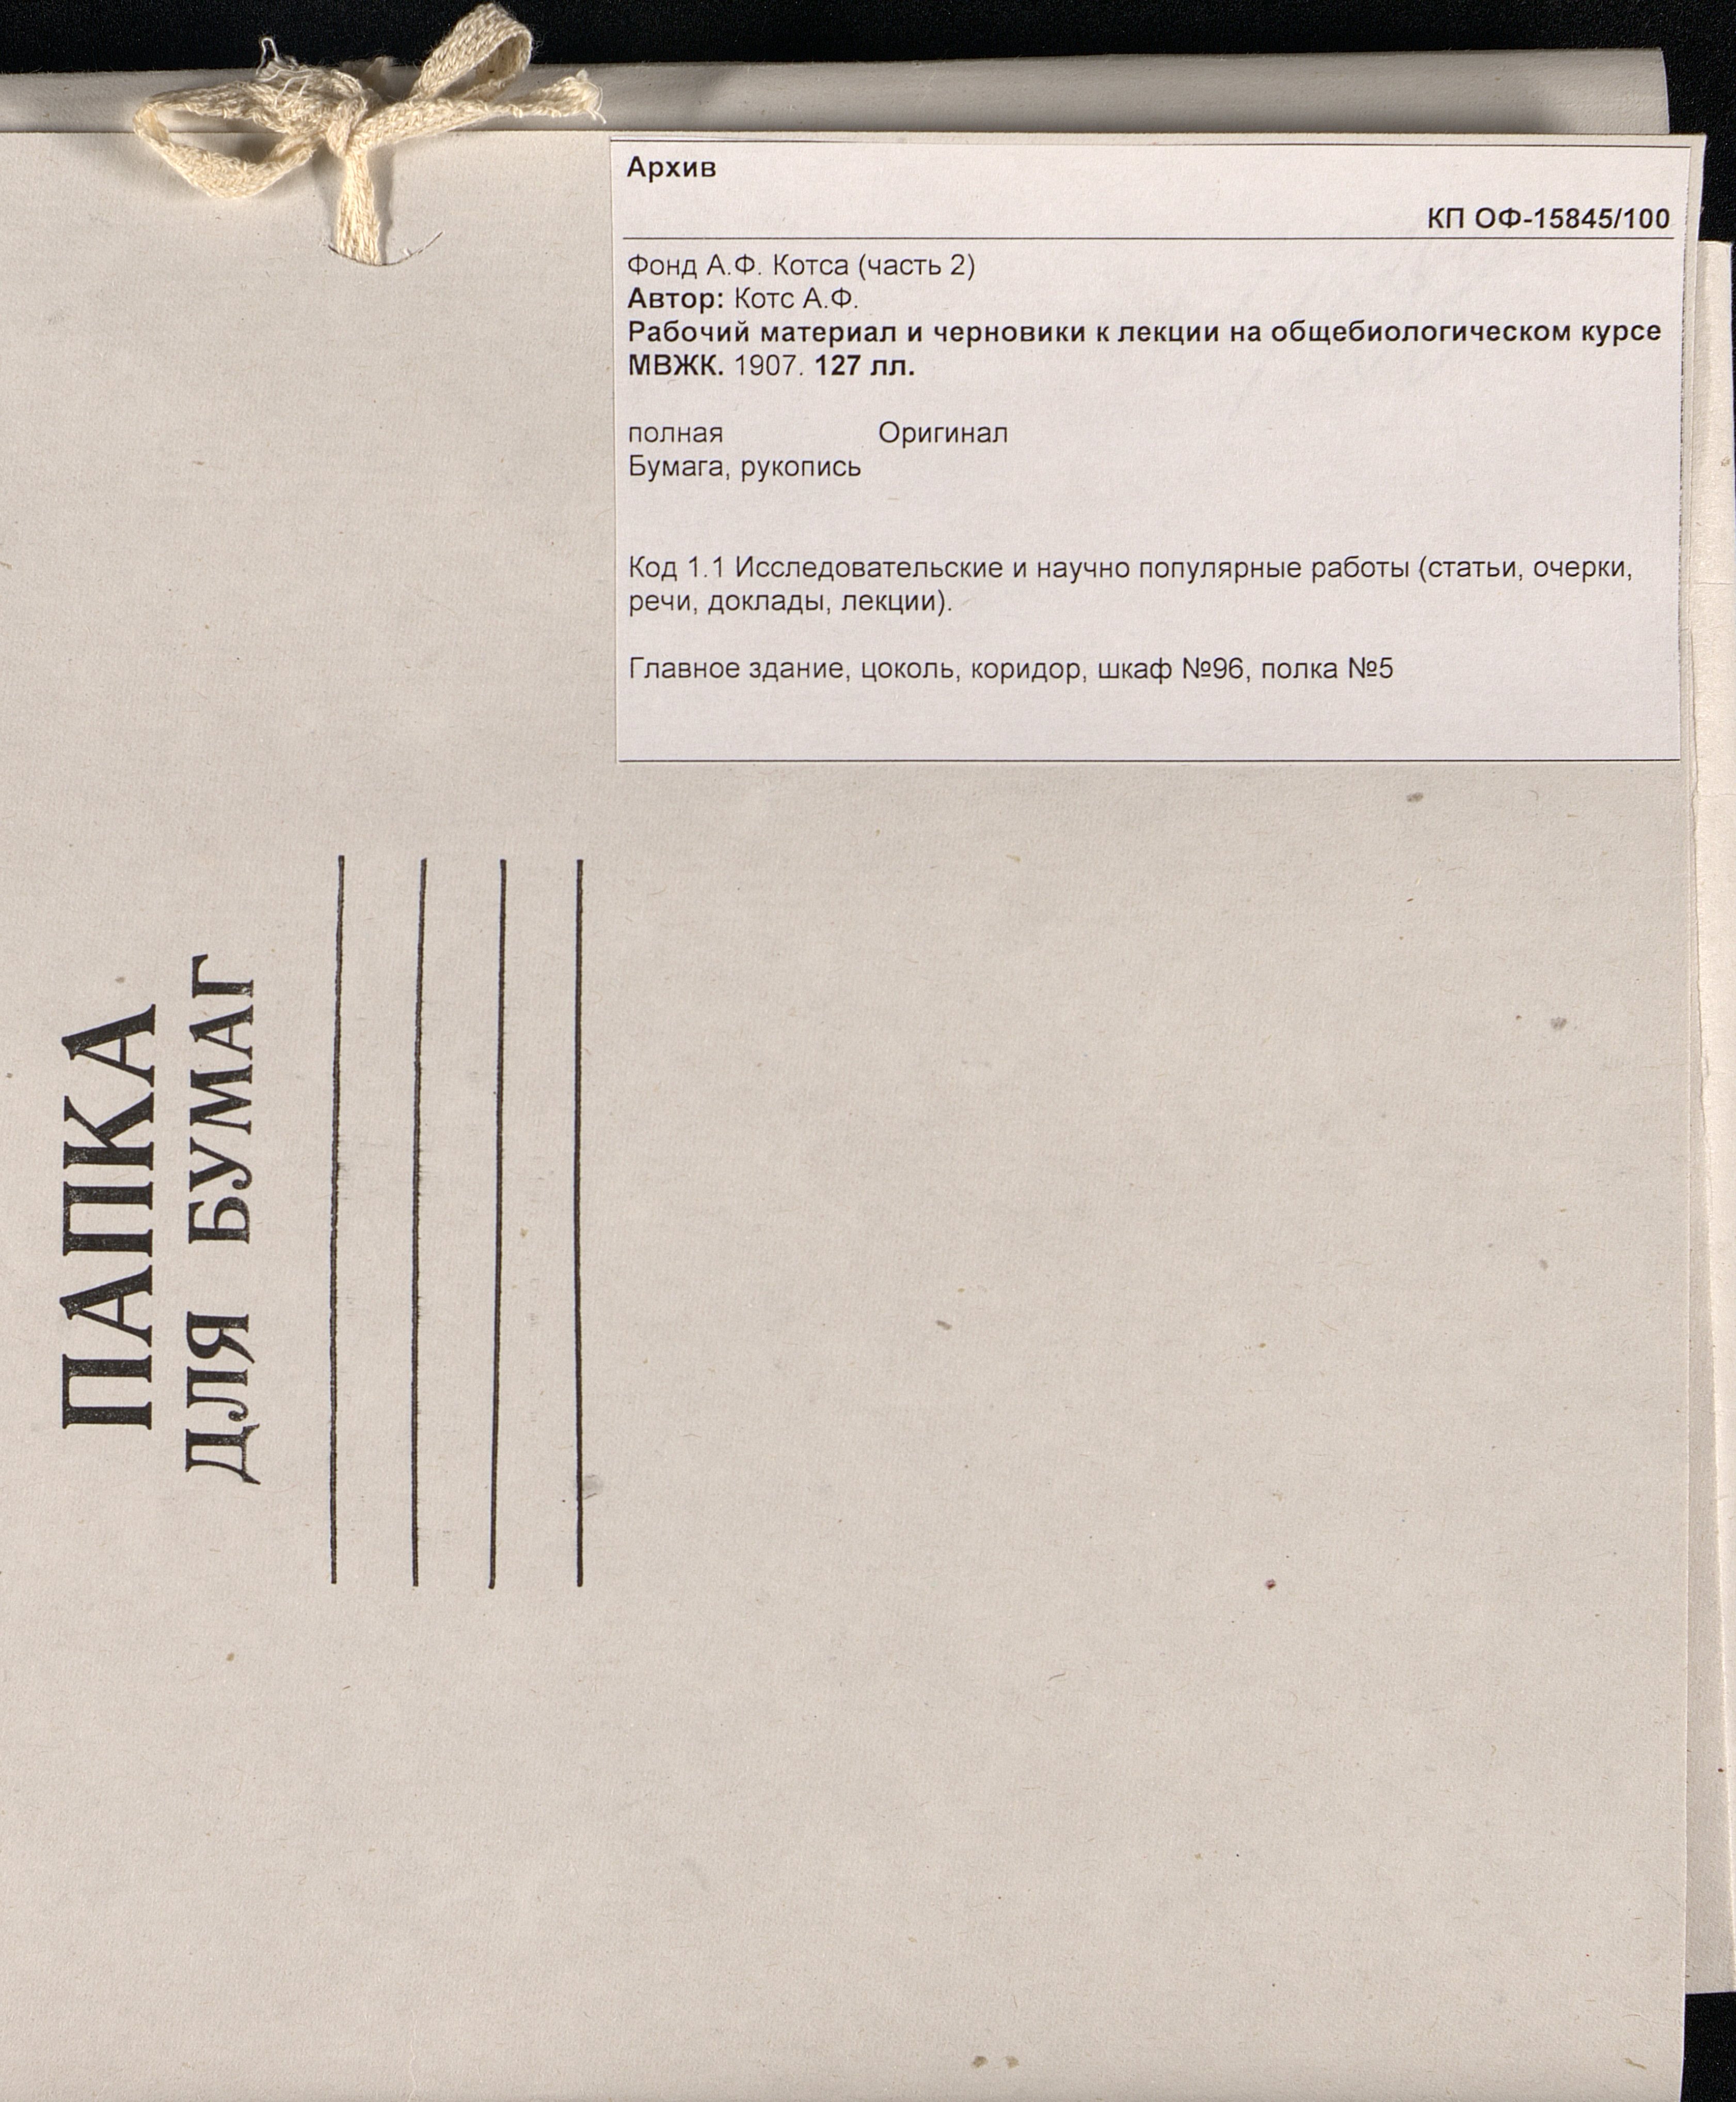 Архив
КП ОФ-15845/100
Фонд А.Ф. Котса (часть 2)
Автор: Котс А.Ф.
Рабочий материал и черновики к лекции на общебиологическом курсе
МВЖК. 1907. 127 лл.
полная Оригинал
Бумага, рукопись
Код 1.1 Исследовательские и научно популярные работы (статьи, очерки,
речи, доклады, лекции).
Главное здание, цоколь, коридор, шкаф №96, полка №5
ПАПКА
ДЛЯ БУМАГ